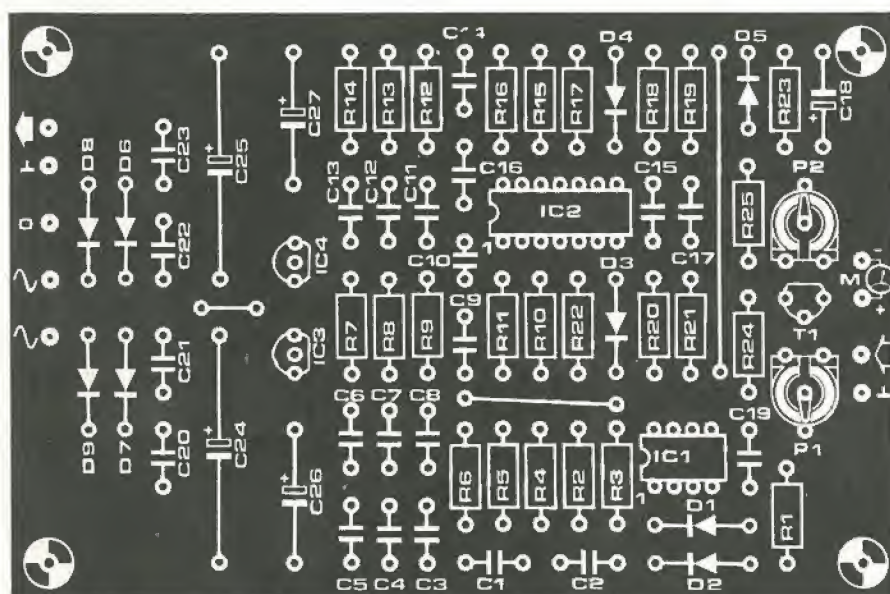 C14
D4
D5
R14
R13
R12
R16
R15
R17
R18
R19
R23
C18
C27
C25
C23
D8
D6
C13
C12
C11
C16
C15
P2
IC2
R25
⊥
0
C22
IC4
C10
1
D3
C17
M
-
+
~
~
R7
R8
R9
C9
R11
R10
R22
R20
R21
R24
T1
IC3
C21
⊥
C6
C7
C8
C19
P1
D9
D7
C20
C24
C26
R6
R5
R4
R2
R3
IC1
1
D1
R1
C5
C4
C3
C1
C2
D2
+
+
+
+
+